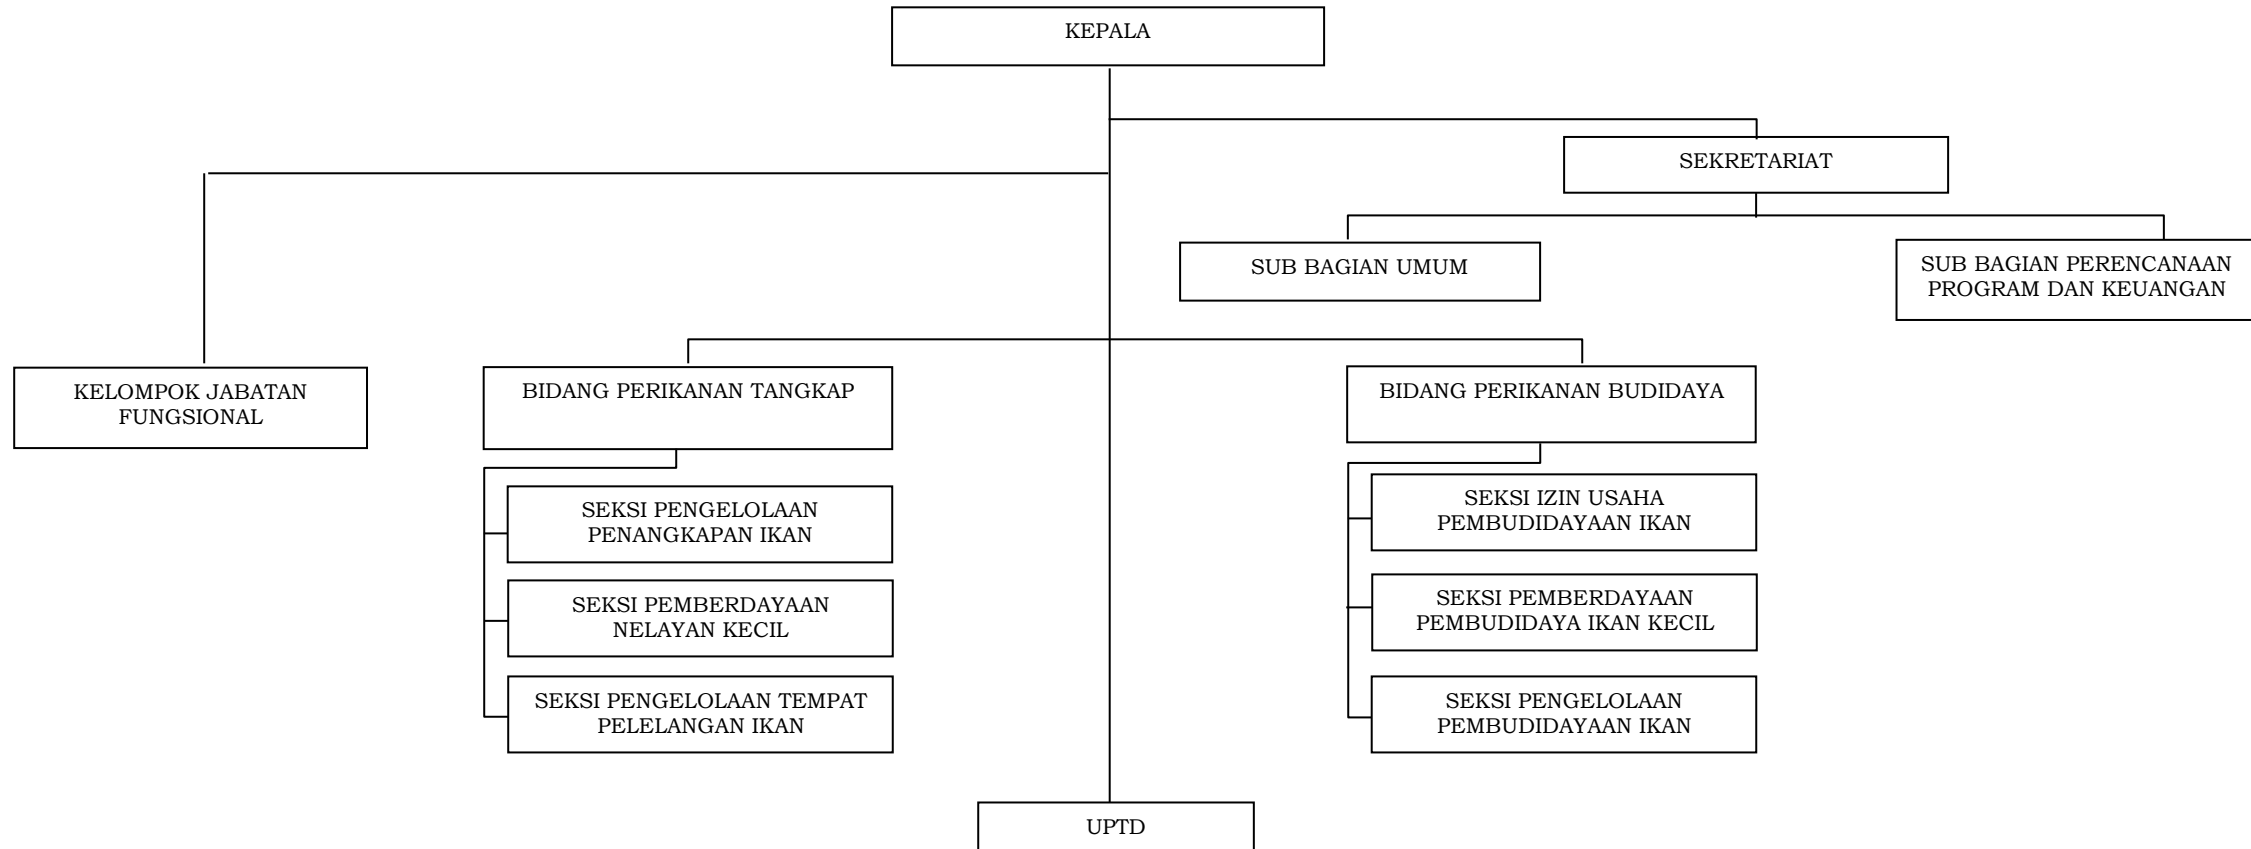 KEPALA
SEKRETARIAT
SUB BAGIAN UMUM
SUB BAGIAN PERENCANAAN
PROGRAM DAN KEUANGAN
KELOMPOK JABATAN
FUNGSIONAL
BIDANG PERIKANAN TANGKAP
SEKSI PENGELOLAAN
PENANGKAPAN IKAN
SEKSI PEMBERDAYAAN
NELAYAN KECIL
SEKSI PENGELOLAAN TEMPAT
PELELANGAN IKAN
BIDANG PERIKANAN BUDIDAYA
SEKSI IZIN USAHA
PEMBUDIDAYAAN IKAN
SEKSI PEMBERDAYAAN
PEMBUDIDAYA IKAN KECIL
SEKSI PENGELOLAAN
PEMBUDIDAYAAN IKAN
UPTD